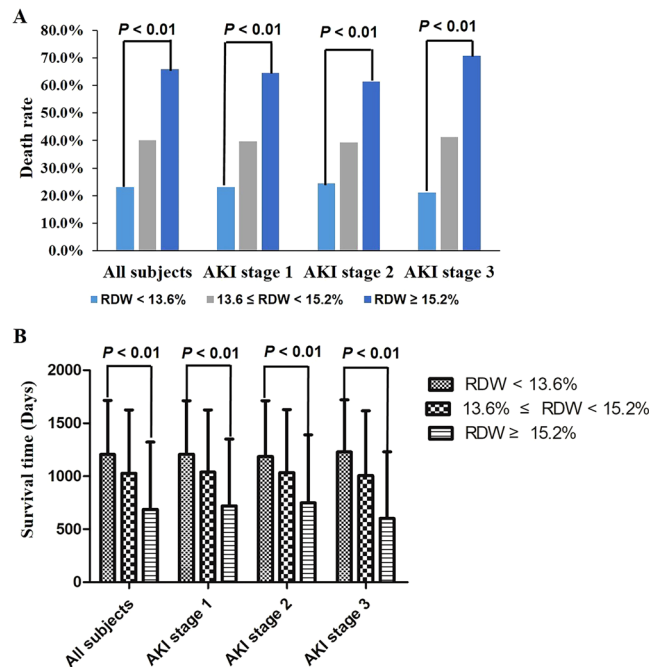 A
P < 0.01 P < 0.01 P < 0.01 P < 0.01
80.0%
70.0%
60.0%
50.0%
40.0%
30.0%
20.0%
10.0%
0.0%
Death rate
All subjects AKI stage 1 AKI stage 2 AKI stage 3
RDW < 13.6% 13.6 ≤ RDW < 15.2% RDW ≥ 15.2%
B
P < 0.01 P < 0.01 P < 0.01 P < 0.01
2000
1500
1000
500
0
Survival time (Days)
All subjects AKI stage 1 AKI stage 2 AKI stage 3
RDW < 13.6%
13.6% ≤ RDW < 15.2%
RDW ≥ 15.2%